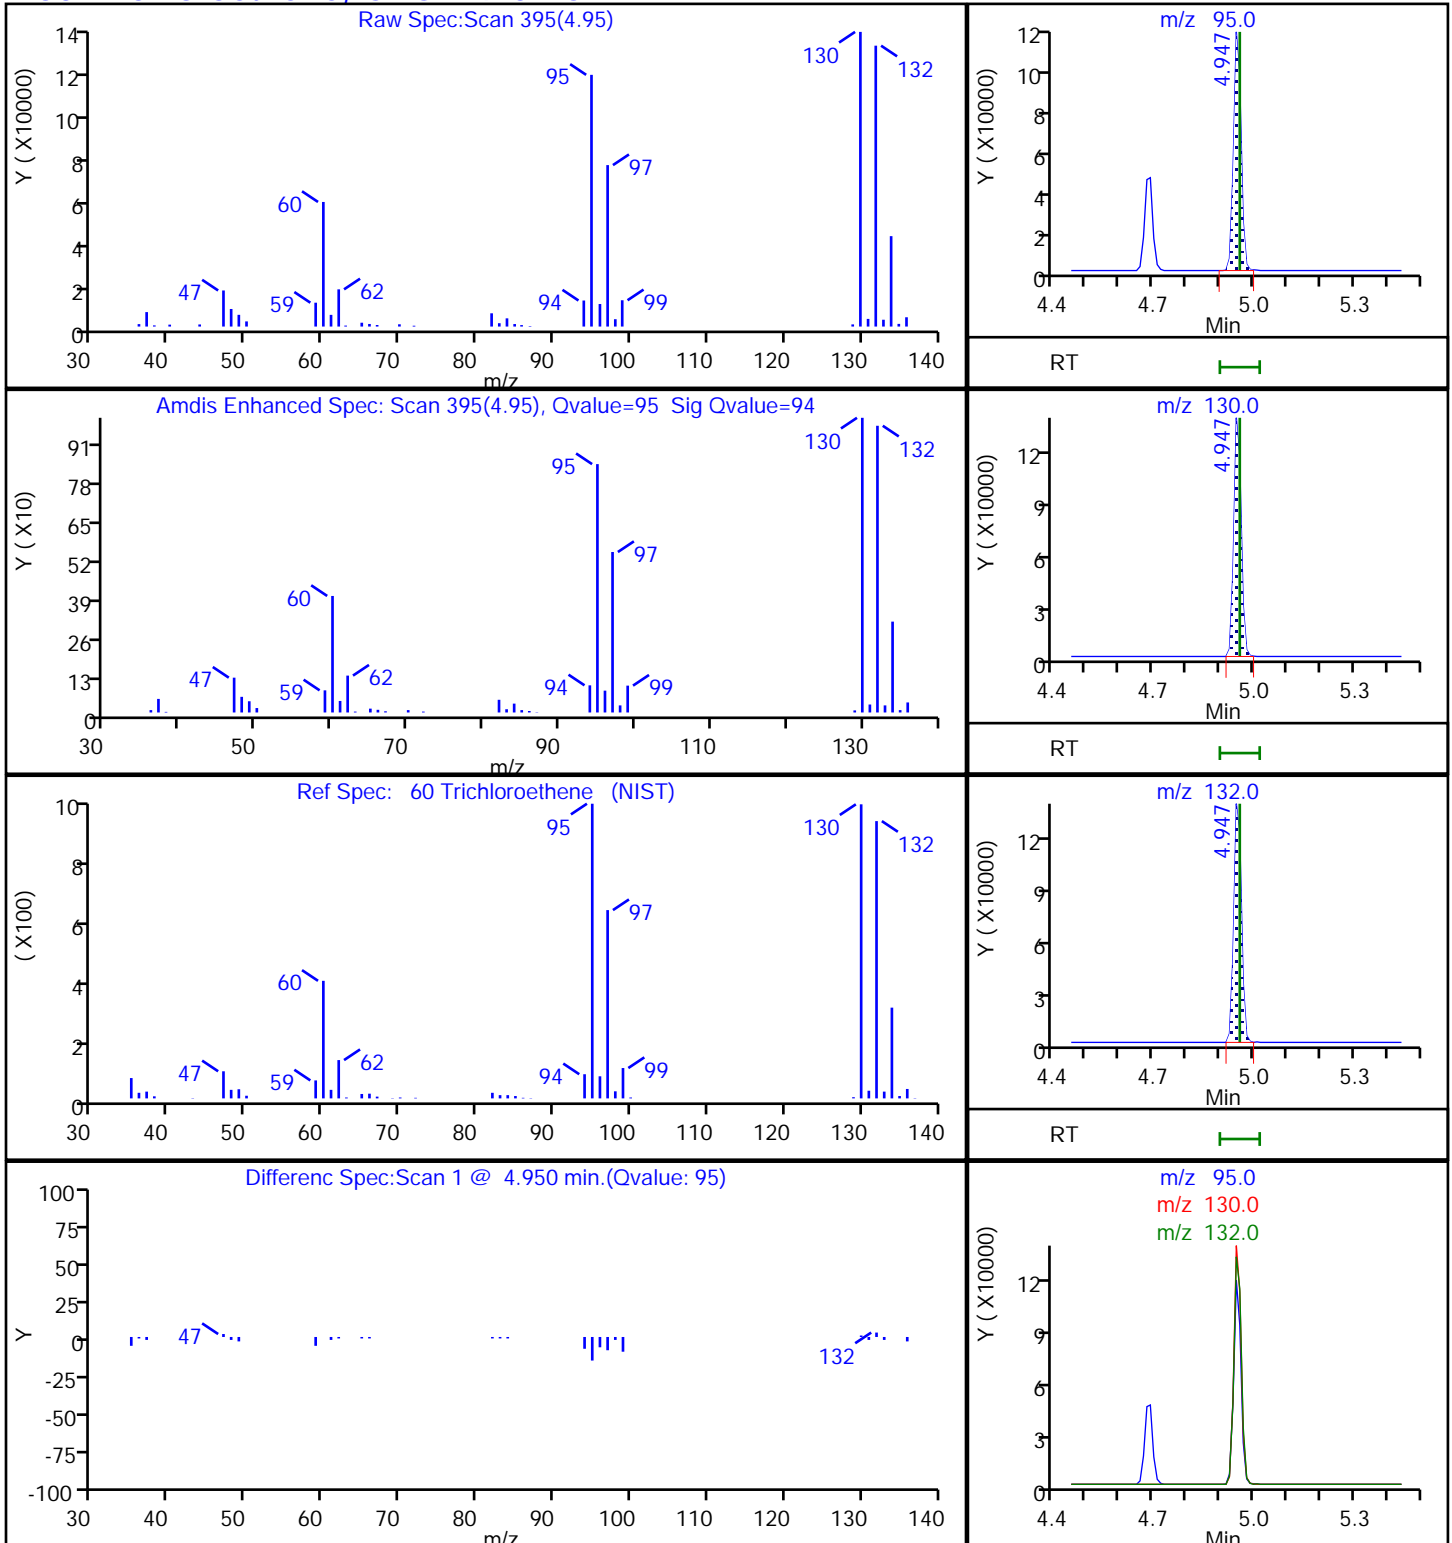 Raw Spec:Scan 395(4.95)
14
12
10
8
6
4
2
0
Y ( X10000)
130
132
95
97
60
47
59
62
94
99
30 40 50 60 70 80 90 100 110 120 130 140
m/z
m/z 95.0
12
10
8
6
4
2
0
Y ( X10000)
4.947
4.4 4.7 5.0 5.3
Min
RT
Amdis Enhanced Spec: Scan 395(4.95), Qvalue=95 Sig Qvalue=94
91
78
65
52
39
26
13
0
Y ( X10)
130
132
95
97
60
47
59
62
94
99
30 50 70 90 110 130
m/z
m/z 130.0
12
9
6
3
0
Y ( X10000)
4.947
4.4 4.7 5.0 5.3
Min
RT
Ref Spec: 60 Trichloroethene (NIST)
10
8
6
4
2
0
( X100)
95
130
132
97
60
47
59
62
94
99
30 40 50 60 70 80 90 100 110 120 130 140
m/z 132.0
12
9
6
3
0
Y ( X10000)
4.947
4.4 4.7 5.0 5.3
Min
RT
Differenc Spec:Scan 1 @ 4.950 min.(Qvalue: 95)
100
75
50
25
0
-25
-50
-75
-100
Y
47
132
30 40 50 60 70 80 90 100 110 120 130 140
m/z
m/z 95.0
m/z 130.0
m/z 132.0
12
9
6
3
0
Y ( X10000)
4.4 4.7 5.0 5.3
Min